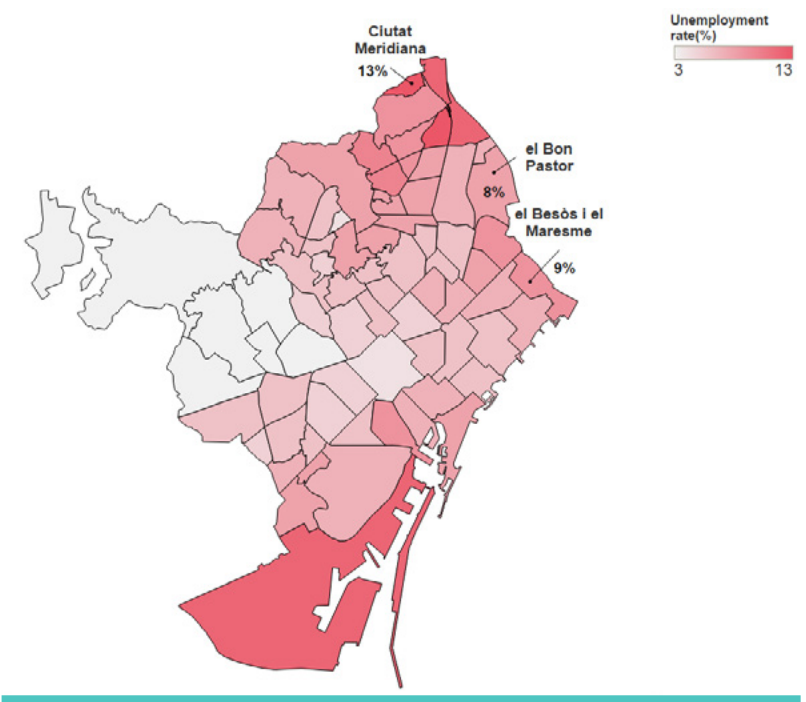 Unemployment
rate(%)
3 13
Ciutat
Meridiana
13%
el Bon
Pastor
8%
el Besòs i el
Maresme
9%